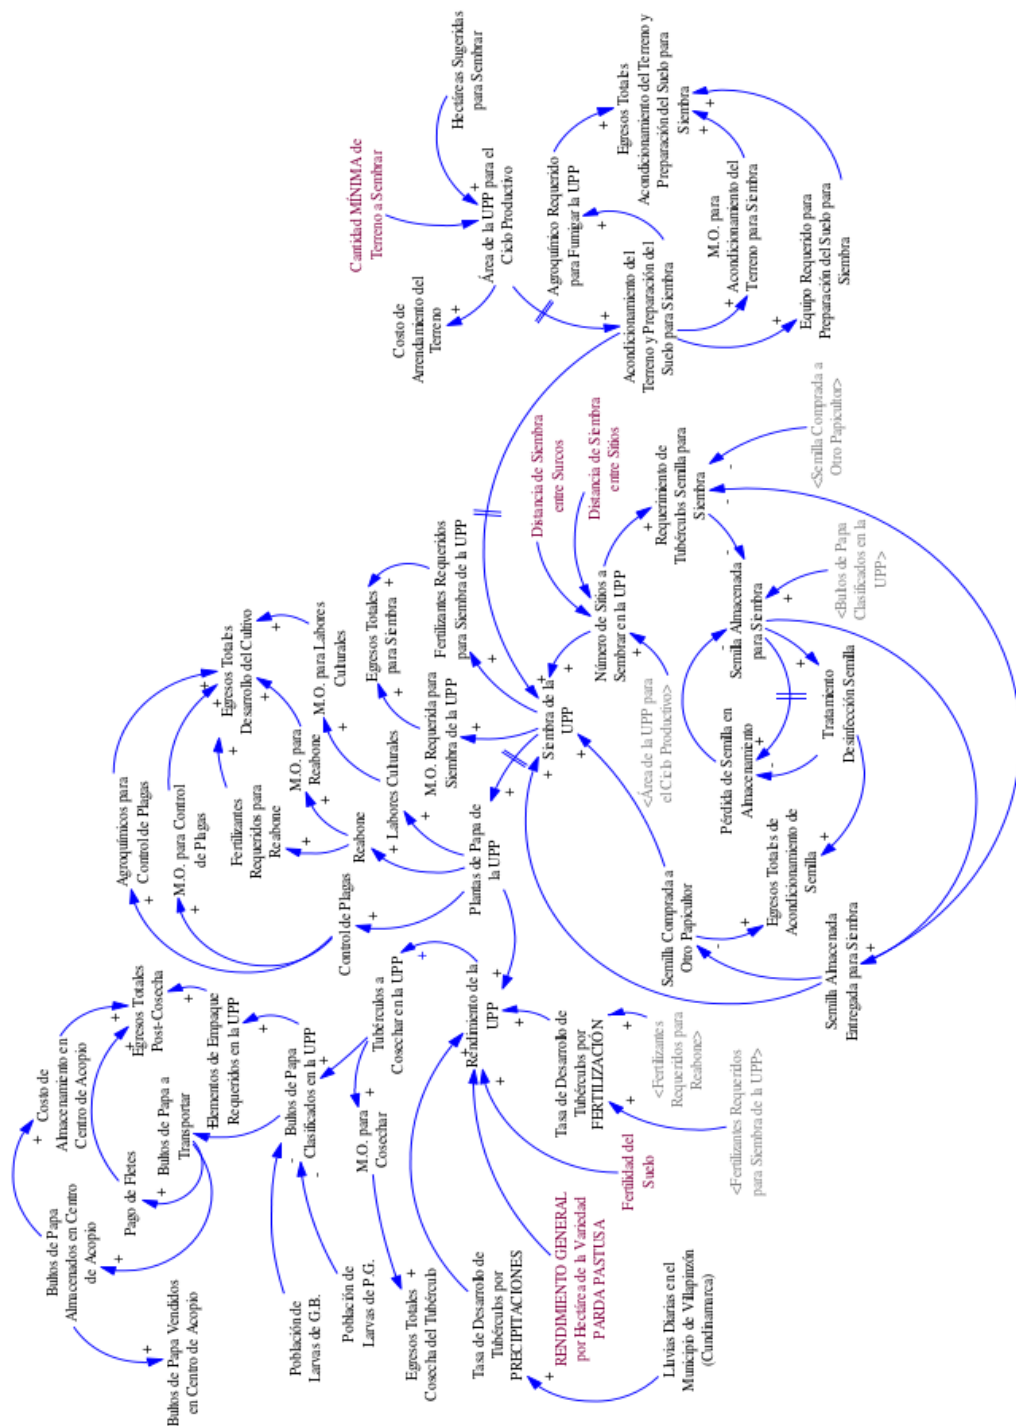 Bultos de Papa Vendidos
en Centro de Acopio
Bultos de Papa
Almacenados en Centro
de Acopio
Costo de
Almacenamiento en
Centro de Acopio
Pago de Fletes
Bultos de Papa a
Transportar
Egresos Totales
Post-Cosecha
Elementos de Empaque
Requeridos en la UPP
Población de
Larvas de G.B.
Población de
Larvas de P.G.
Bultos de Papa
Clasificados en la UPP
M.O. para
Cosechar
Tubérculos a
Cosechar en la UPP
Egresos Totales
Cosecha del Tubérculo
Agroquímicos para
Control de Plagas
M.O. para Control
de Plagas
Control de Plagas
Fertilizantes
Requeridos para
Reabone
M.O. para
Reabone
Reabone
Egresos Totales
Desarrollo del Cultivo
M.O. para Labores
Culturales
Labores Culturales
Plantas de Papa de
la UPP
Tasa de Desarrollo de
Tubérculos por
PRECIPITACIONES
Rendimiento de la
UPP
RENDIMIENTO GENERAL
por Hectárea de la Variedad
PARDA PASTUSA
Lluvias Diarias en el
Municipio de Villapinzón
(Cundinamarca)
Fertilidad del
Suelo
Tasa de Desarrollo de
Tubérculos por
FERTILIZACIÓN
<Fertilizantes
Requeridos para
Reabone>
<Fertilizantes Requeridos
para Siembra de la UPP>
M.O. Requerida para
Siembra de la UPP
Egresos Totales
para Siembra
Fertilizantes Requeridos
para Siembra de la UPP
Siembra de la
UPP
<Área de la UPP para
el Ciclo Productivo>
Número de Sitios a
Sembrar en la UPP
Distancia de Siembra
entre Surcos
Distancia de Siembra
entre Sitios
Requerimiento de
Tubérculos Semilla para
Siembra
<Semilla Comprada a
Otro Papicultor>
Semilla Almacenada
para Siembra
<Bultos de Papa
Clasificados en la
UPP>
Pérdida de Semilla en
Almacenamiento
Tratamiento
Desinfección Semilla
Egresos Totales de
Acondicionamiento de
Semilla
Semilla Comprada a
Otro Papicultor
Semilla Almacenada
Entregada para Siembra
Costo de
Arrendamiento del
Terreno
Cantidad MÍNIMA de
Terreno a Sembrar
Hectáreas Sugeridas
para Sembrar
Área de la UPP para el
Ciclo Productivo
Agroquímico Requerido
para Fumigar la UPP
Acondicionamiento del
Terreno y Preparación del
Suelo para Siembra
Egresos Totales
Acondicionamiento del Terreno y
Preparación del Suelo para
Siembra
M.O. para
Acondicionamiento del
Terreno para Siembra
Equipo Requerido para
Preparación del Suelo para
Siembra